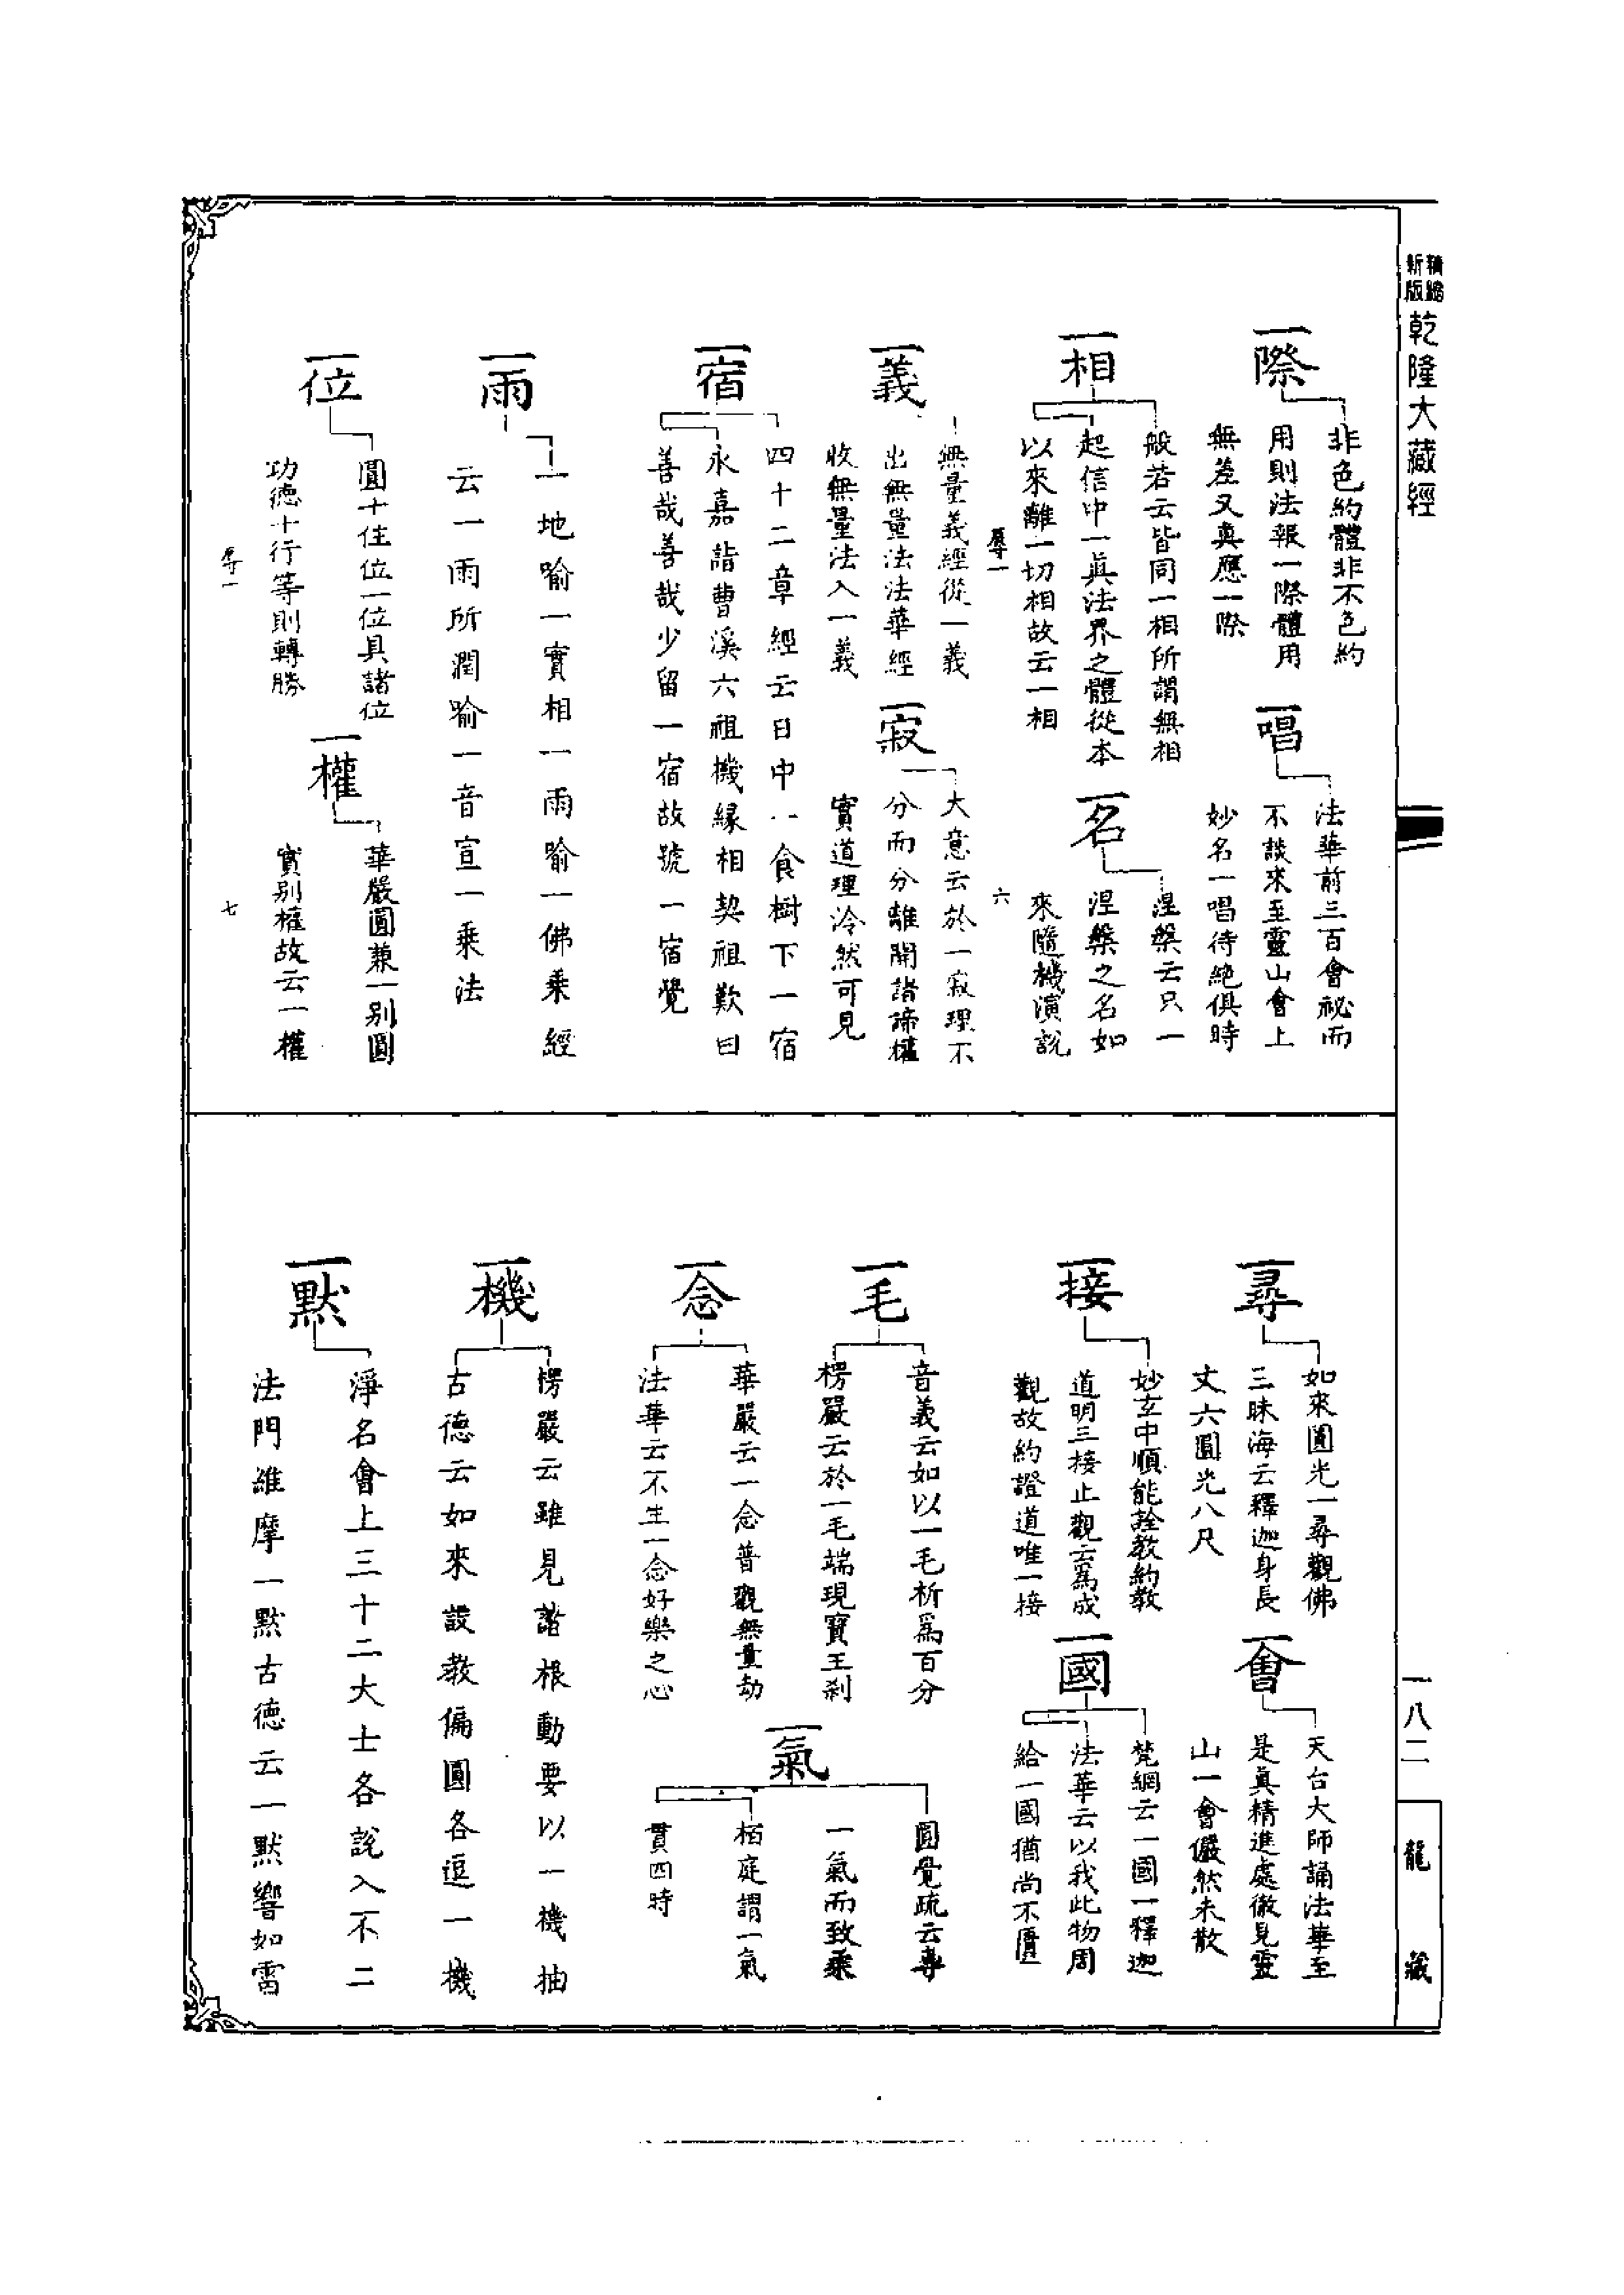 精縮
新版
乾隆大藏經
一際
非色約體非不色約
用則法報一際體用
無差又真應一際
一唱
法華前三百會祕而
不談來至靈山會上
妙名一唱待絶俱時
一相
般若云皆同一相所謂無相
起信中一真法界之體從本
以來離一切相故云一相
一名
涅槃云只一
涅槃之名如
來隨機演說
辱一
六
一義
無量義經從一義
出無量法法華經
收無量法入一義
一寂
大意云於一寂理不
分而分離開諸諦權
實道理泠然可見
一宿
四十二章經云日中一食樹下一宿
永嘉詣曹溪六祖機緣相契祖歎曰
善哉善哉少留一宿故號一宿覺
一雨
一地喻一實相一雨喻一佛乘經
云一雨所潤喻一音宣一乘法
一位
圓十住位一位具諸位
功德十行等則轉勝
一權
華嚴圓兼一別圓
實別權故云一權
辱一
七
一尋
如來圓光一尋觀佛
三昧海云釋迦身長
丈六圓光八尺
一會
天台大師誦法華至
是真精進處徹見靈
山一會儼然未散
一接
妙玄中順能詮教約教
道明三接止觀云爲成
觀故約證道唯一接
一國
梵網云一國一釋迦
法華云以我此物周
給一國猶尚不匱
一毛
音義云如以一毛析爲百分
楞嚴云於一毛端現寶王刹
一念
華嚴云一念普觀無量劫
法華云不生一念好樂之心
一氣
圓覺疏云專
一氣而致柔
栢庭謂一氣
貫四時
一機
楞嚴云雖見諸根動要以一機抽
古德云如來設教偏圓各逗一機
一默
淨名會上三十二大士各說入不二
法門維摩一默古德云一默響如雷
一八二
龍藏